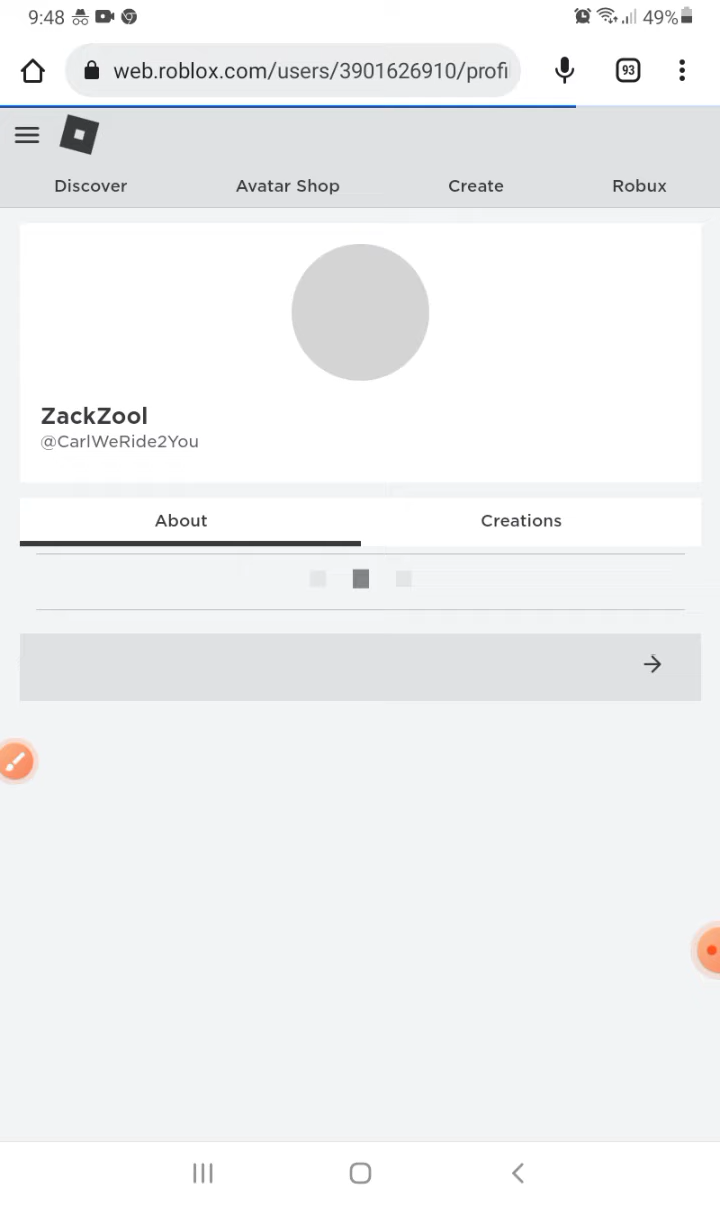 9:48 49%
web.roblox.com/users/3901626910/profi
93
Discover Avatar Shop Create Robux
ZackZool
@CarlWeRide2You
About Creations